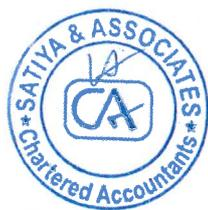 SATIYA & ASSOCIATES
CA
Chartered Accountants